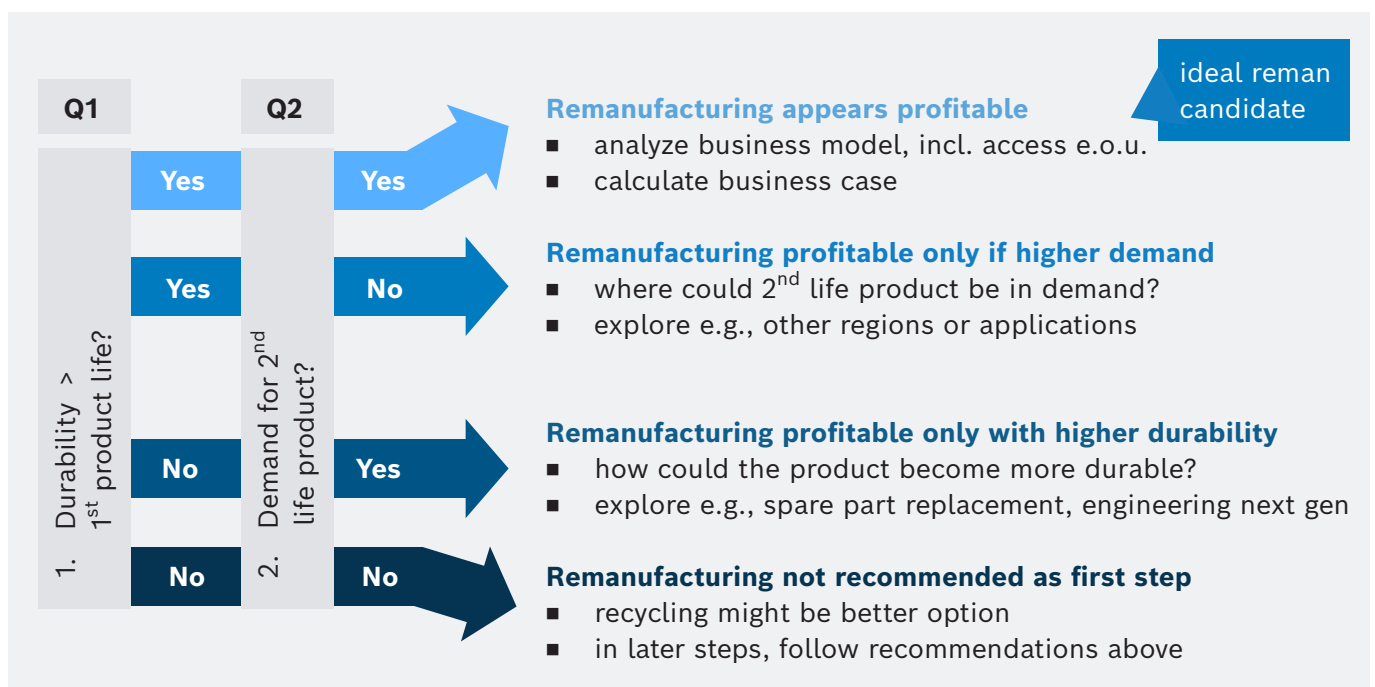 Q1
Q2
1. Durability >
1st product life?
2. Demand for 2nd
life product?
Yes
Yes
Remanufacturing appears profitable
■ analyze business model, incl. access e.o.u.
■ calculate business case
ideal reman
candidate
Yes
No
Remanufacturing profitable only if higher demand
■ where could 2nd life product be in demand?
■ explore e.g., other regions or applications
No
Yes
Remanufacturing profitable only with higher durability
■ how could the product become more durable?
■ explore e.g., spare part replacement, engineering next gen
No
No
Remanufacturing not recommended as first step
■ recycling might be better option
■ in later steps, follow recommendations above